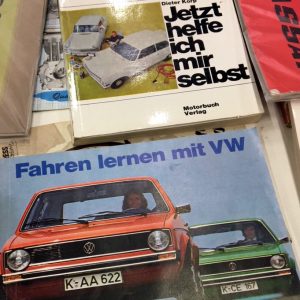 Dieter Korp
Jetzt
helfe
ich
mir
selbst
Motorbuch
Verlag
Fahren lernen mit VW
K-AA 622
K-CE 167